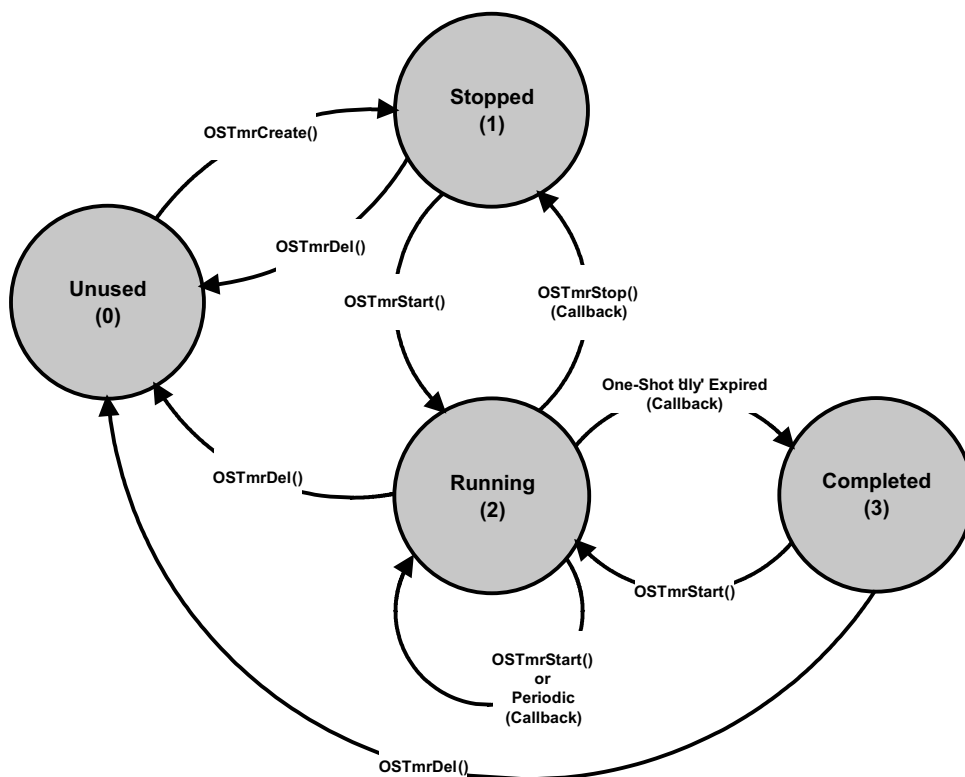 Stopped
(1)
OSTmrCreate()
OSTmrDel()
Unused
(0)
OSTmrStart()
OSTmrStop()
(Callback)
One-Shot 'dly' Expired
(Callback)
OSTmrDel()
Running
(2)
Completed
(3)
OSTmrStart()
OSTmrStart()
or
Periodic
(Callback)
OSTmrDel()